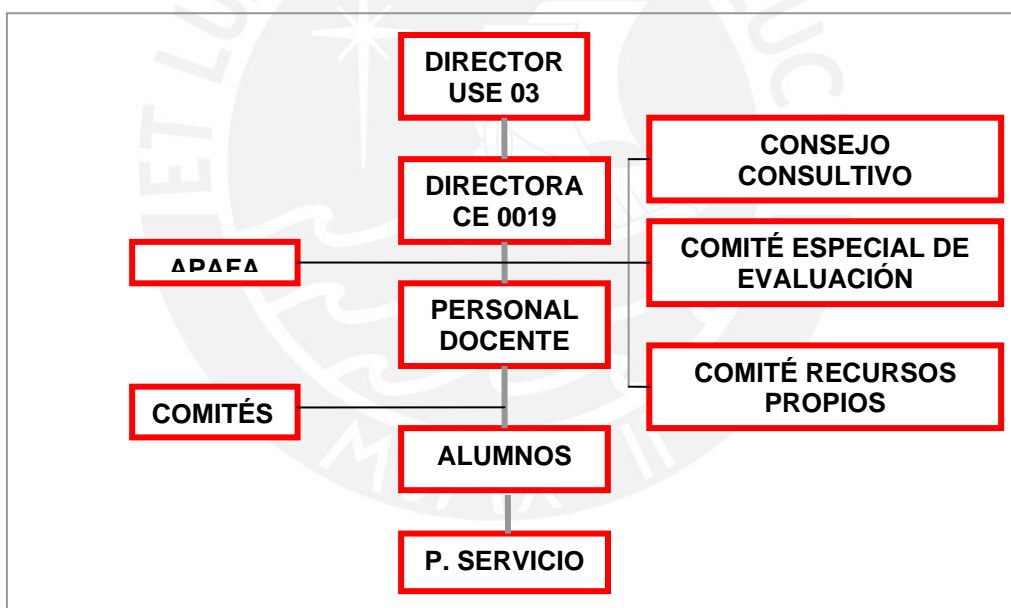 DIRECTOR
USE 03
CONSEJO
CONSULTIVO
DIRECTORA
CE 0019
APAFA
COMITÉ ESPECIAL DE
EVALUACIÓN
PERSONAL
DOCENTE
COMITÉ RECURSOS
PROPIOS
COMITÉS
ALUMNOS
P. SERVICIO